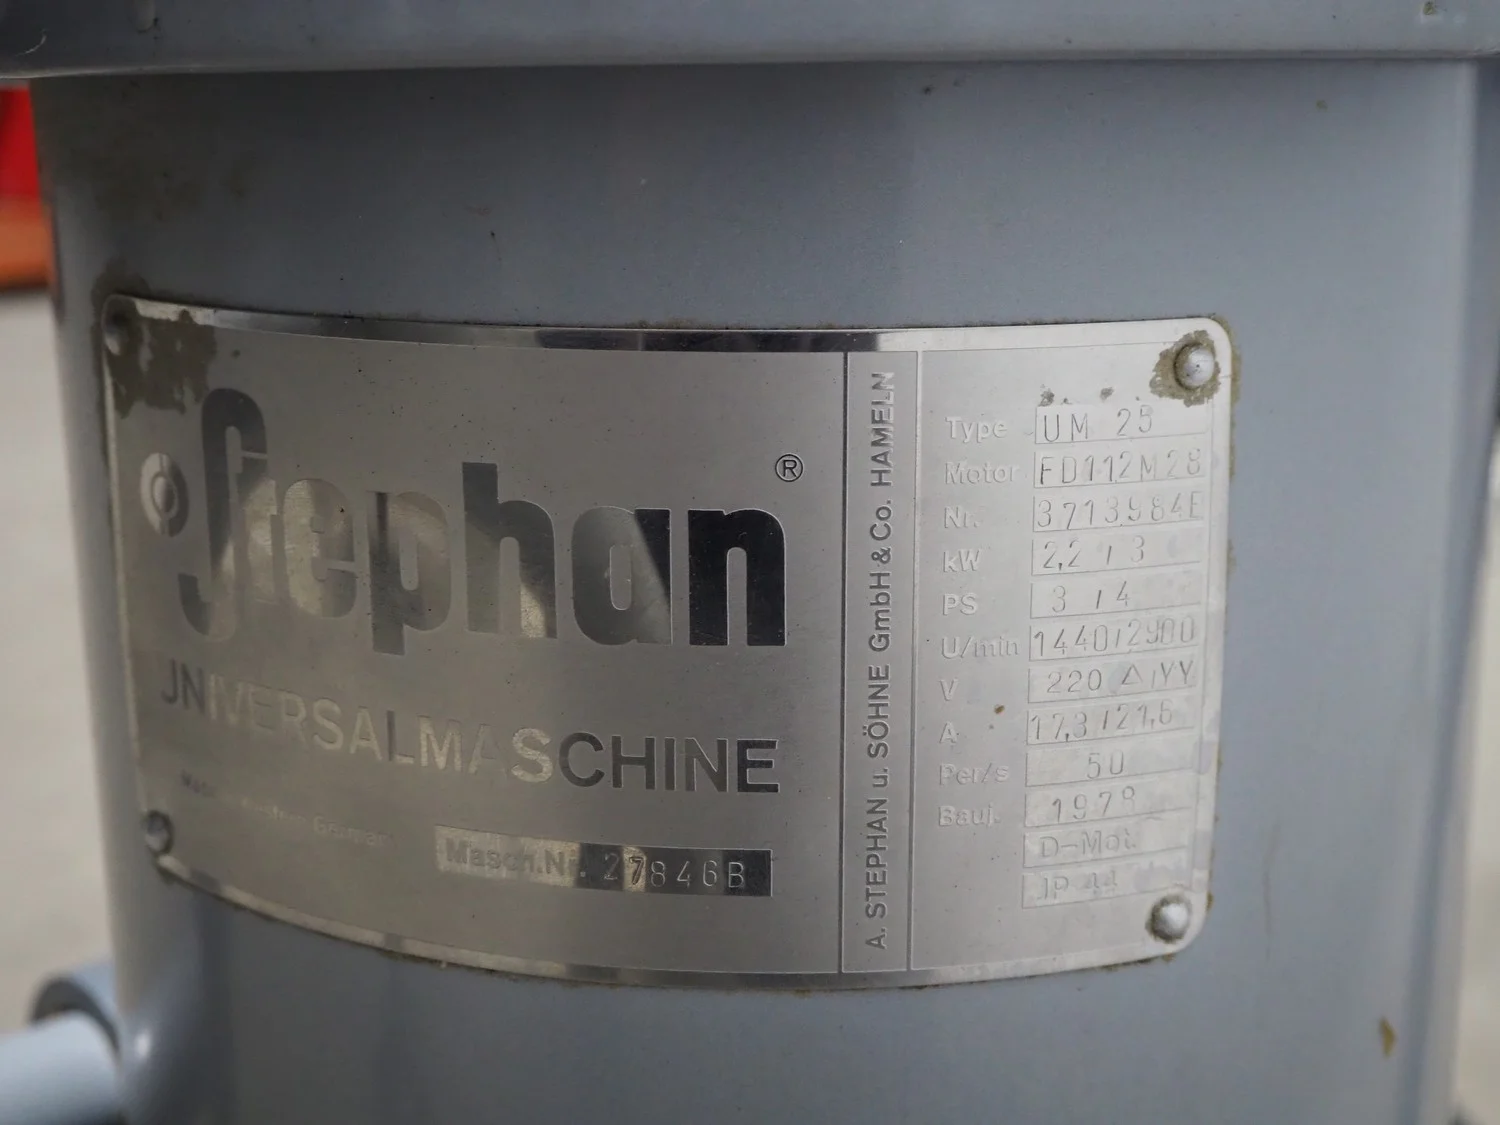 Stephan®
UNIVERSALMASCHINE
Masch.Nr. 27846B
A. STEPHAN u. SÖHNE GmbH & Co. HAMELN
Type UM 25
Motor FD112M28
Nr. 3713984E
kW 2,2 / 3
PS 3 / 4
U/min 1440/2900
V 220 △/YY
A 17,3/21,6
Per/s 50
Bauj. 1978
D-Mot.
JP 44